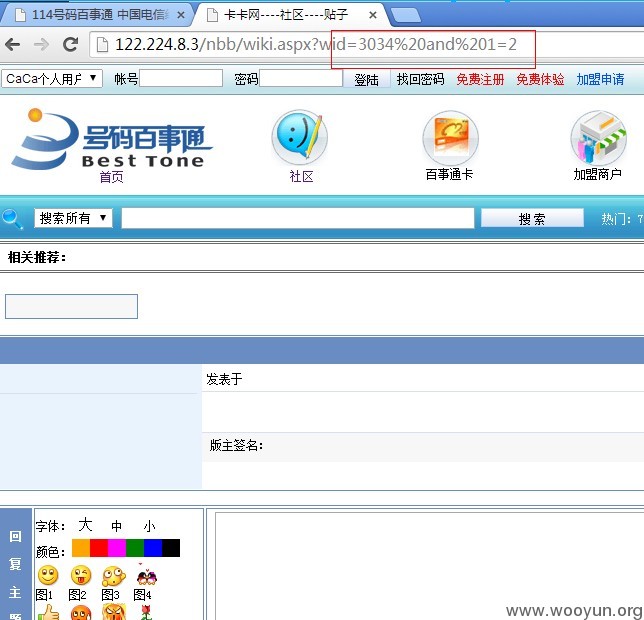 114号码百事通 中国电信
卡卡网----社区----贴子
122.224.8.3/nbb/wiki.aspx?wid=3034%20and%201=2
CaCa个人用户 帐号 密码 登陆 找回密码 免费注册 免费体验 加盟申请
号码百事通
Best Tone
首页 社区 百事通卡 加盟商户
搜索所有 搜索 热门: 7
相关推荐:
发表于
版主签名:
回复主题
字体: 大 中 小
颜色:
图1 图2 图3 图4
www.wooyun.org